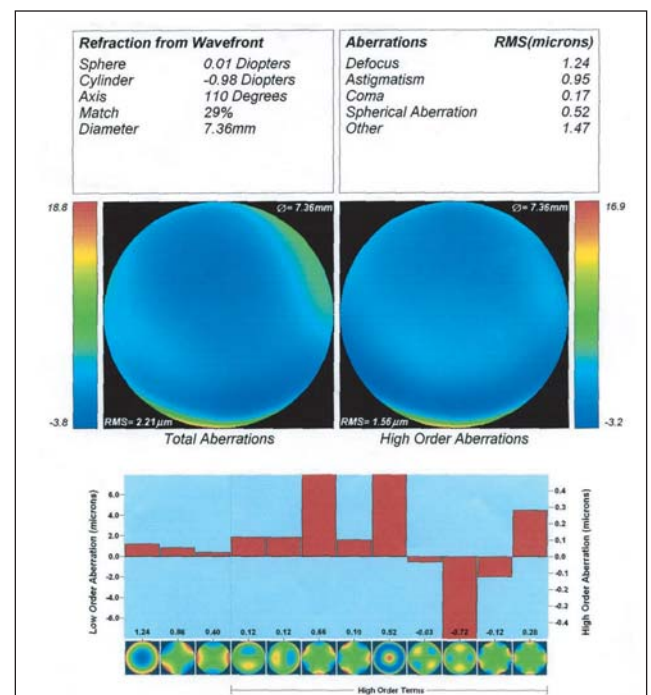 Refraction from Wavefront
Sphere 0.01 Diopters
Cylinder -0.98 Diopters
Axis 110 Degrees
Match 29%
Diameter 7.36mm
Aberrations RMS(microns)
Defocus 1.24
Astigmatism 0.95
Coma 0.17
Spherical Aberration 0.52
Other 1.47
18.6
-3.8
∅= 7.36mm
RMS= 2.21 µm
Total Aberrations
∅= 7.36mm
RMS= 1.56 µm
High Order Aberrations
16.9
-3.2
Low Order Aberration (microns)
6.0
4.0
2.0
0.0
-2.0
-4.0
-6.0
0.4
0.3
0.2
0.1
0.0
-0.1
-0.2
-0.3
-0.4
High Order Aberration (microns)
1.24 0.40 0.12 0.12 0.52 -0.72 -0.12 0.28
High Order Terms